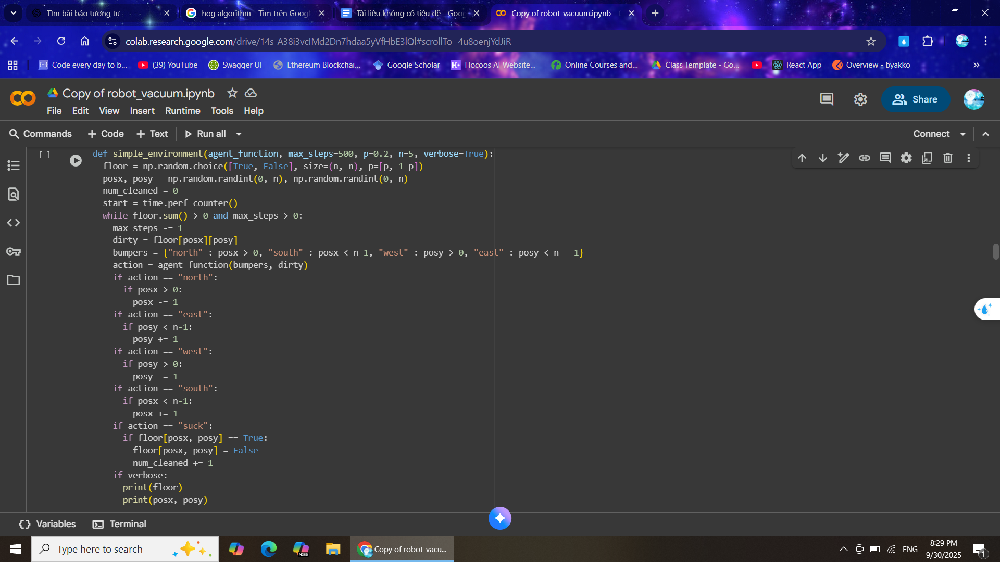 Tìm bài báo tương tự
hog algorithm - Tìm trên Goog
Tài liệu không có tiêu đề - Goo
Copy of robot_vacuum.ipynb -
colab.research.google.com/drive/14s-A38i3vcIMd2Dn7hdaa5yVfHbE3lQl#scrollTo=4u8oenjYdJiR
Code every day to b...
(39) YouTube
Swagger UI
Ethereum Blockchai...
Google Scholar
Hocoos AI Website...
Online Courses and...
Class Template - Go...
React App
Overview - byakko
Copy of robot_vacuum.ipynb
Share
File Edit View Insert Runtime Tools Help
Commands + Code + Text Run all
Connect
[ ]
def simple_environment(agent_function, max_steps=500, p=0.2, n=5, verbose=True):
floor = np.random.choice([True, False], size=(n, n), p=[p, 1-p])
posx, posy = np.random.randint(0, n), np.random.randint(0, n)
num_cleaned = 0
start = time.perf_counter()
while floor.sum() > 0 and max_steps > 0:
max_steps -= 1
dirty = floor[posx][posy]
bumpers = {"north" : posx > 0, "south" : posx < n-1, "west" : posy > 0, "east" : posy < n - 1}
action = agent_function(bumpers, dirty)
if action == "north":
if posx > 0:
posx -= 1
if action == "east":
if posy < n-1:
posy += 1
if action == "west":
if posy > 0:
posy -= 1
if action == "south":
if posx < n-1:
posx += 1
if action == "suck":
if floor[posx, posy] == True:
floor[posx, posy] = False
num_cleaned += 1
if verbose:
print(floor)
print(posx, posy)
{} Variables
Terminal
Type here to search
M365
Copy of robot_vacu...
ENG
8:29 PM
9/30/2025
1